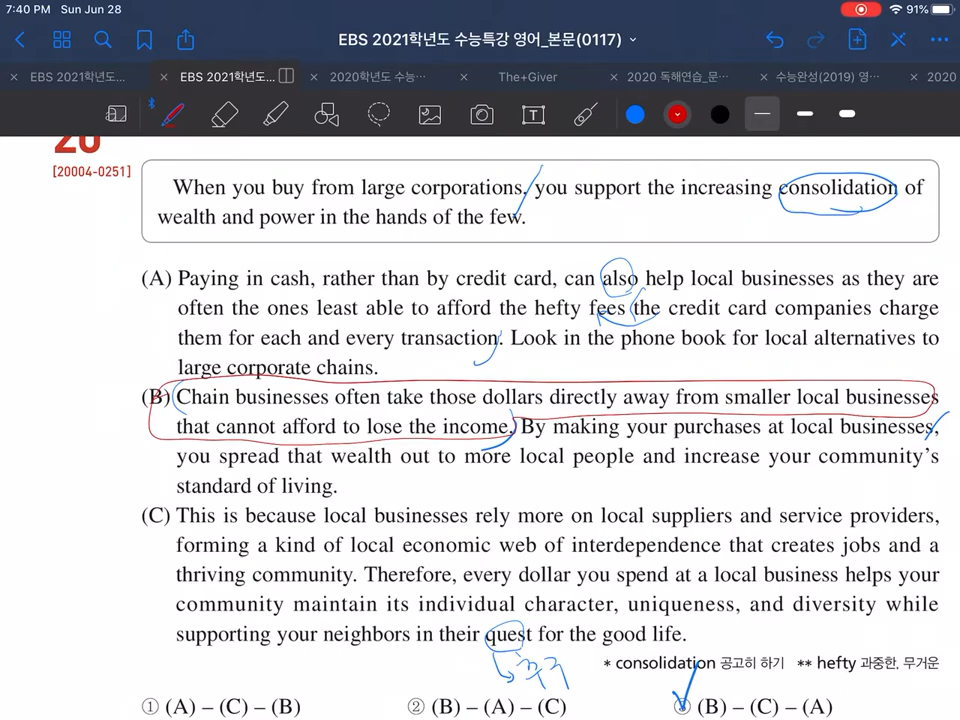 7:40 PM Sun Jun 28
91%
EBS 2021학년도 수능특강 영어_본문(0117)
EBS 2021학년도...
EBS 2021학년도...
2020학년도 수능...
The+Giver
2020 독해연습_문...
수능완성(2019) 영...
2020
T
20
[20004-0251]
When you buy from large corporations, you support the increasing consolidation of
wealth and power in the hands of the few.
(A) Paying in cash, rather than by credit card, can also help local businesses as they are
often the ones least able to afford the hefty fees the credit card companies charge
them for each and every transaction. Look in the phone book for local alternatives to
large corporate chains.
(B) Chain businesses often take those dollars directly away from smaller local businesses
that cannot afford to lose the income. By making your purchases at local businesses,
you spread that wealth out to more local people and increase your community's
standard of living.
(C) This is because local businesses rely more on local suppliers and service providers,
forming a kind of local economic web of interdependence that creates jobs and a
thriving community. Therefore, every dollar you spend at a local business helps your
community maintain its individual character, uniqueness, and diversity while
supporting your neighbors in their quest for the good life.
추구
* consolidation 공고히 하기 ** hefty 과중한, 무거운
① (A) – (C) – (B)
② (B) – (A) – (C)
③ (B) – (C) – (A)